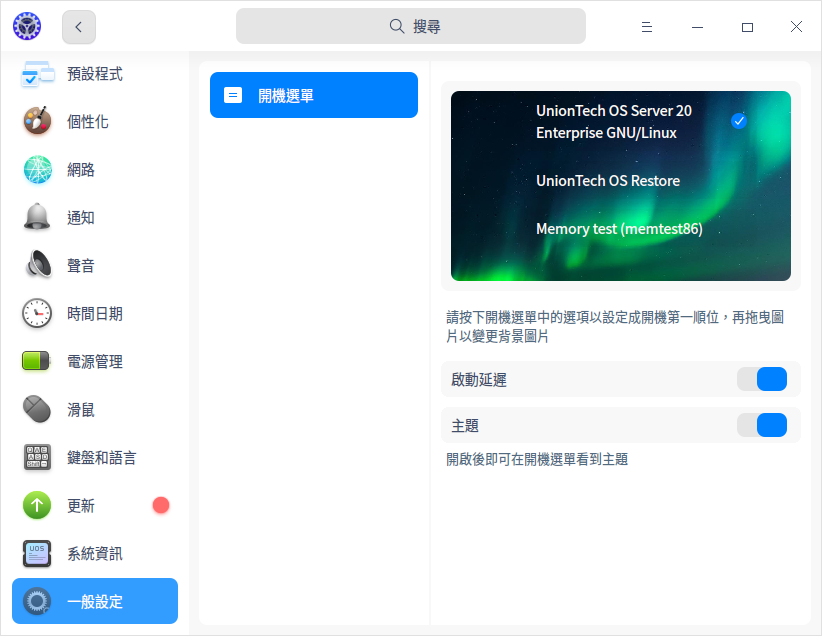 搜尋
預設程式
個性化
網路
通知
聲音
時間日期
電源管理
滑鼠
鍵盤和語言
更新
系統資訊
一般設定
開機選單
UnionTech OS Server 20
Enterprise GNU/Linux
UnionTech OS Restore
Memory test (memtest86)
請按下開機選單中的選項以設定成開機第一順位，再拖曳圖
片以變更背景圖片
啟動延遲
主題
開啟後即可在開機選單看到主題